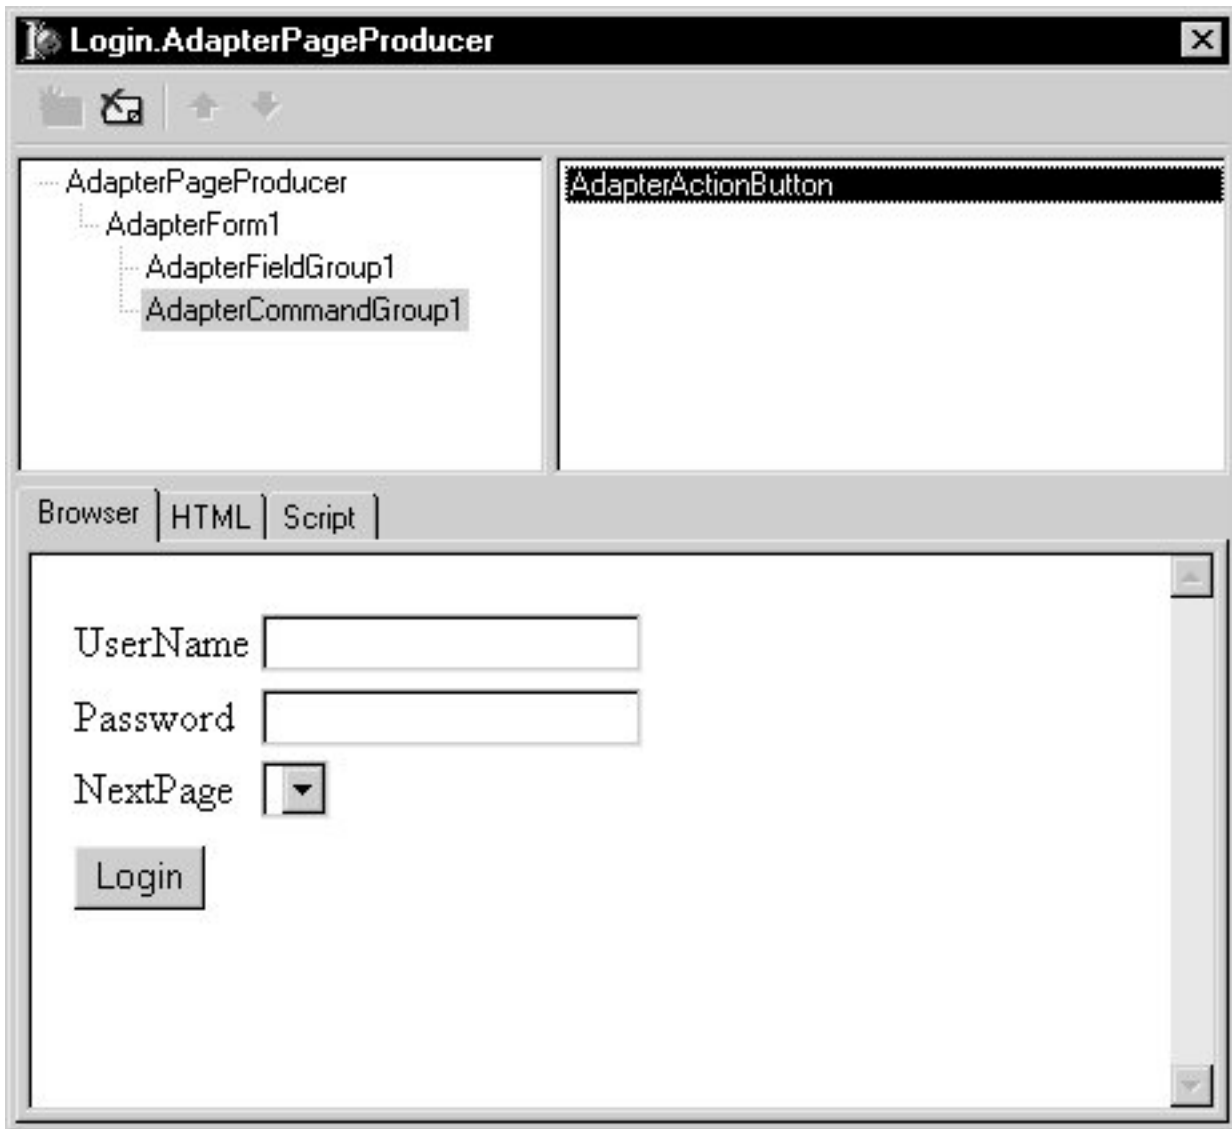 Login.AdapterPageProducer
AdapterPageProducer
AdapterForm1
AdapterFieldGroup1
AdapterCommandGroup1
AdapterActionButton
Browser HTML Script
UserName
Password
NextPage
Login